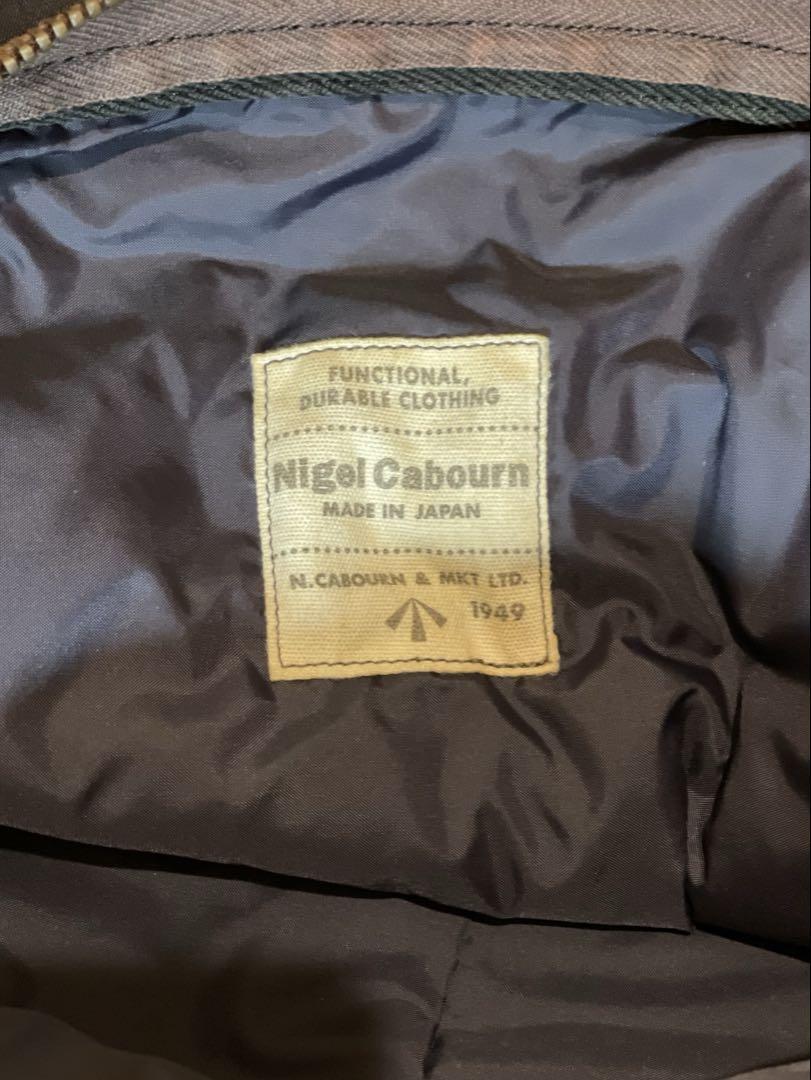 FUNCTIONAL,
DURABLE CLOTHING
Nigel Cabourn
MADE IN JAPAN
N.CABOURN & MKT LTD.
1949